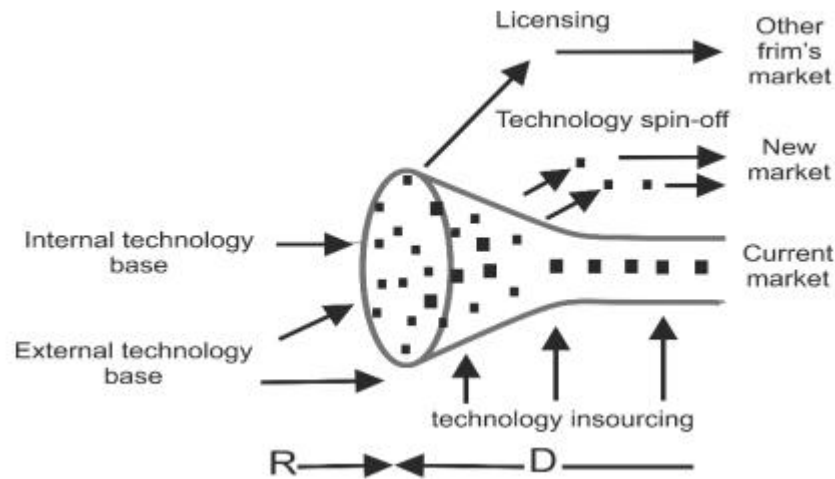 Licensing
Other
frim's
market
Technology spin-off
New
market
Internal technology
base
Current
market
External technology
base
technology insourcing
R
D